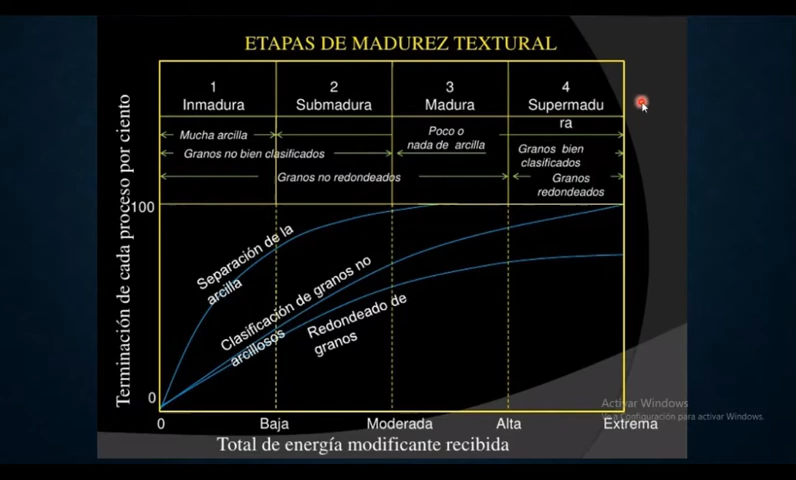 ETAPAS DE MADUREZ TEXTURAL
1
Inmadura
2
Submadura
3
Madura
4
Supermadu
ra
Mucha arcilla
Poco o
nada de arcilla
Granos no bien clasificados
Granos bien
clasificados
Granos no redondeados
Granos
redondeados
Terminación de cada proceso por ciento
100
0
Separación de la
arcilla
Clasificación de granos no
arcillosos
Redondeado de
granos
0
Baja
Moderada
Alta
Extrema
Total de energía modificante recibida
Activar Windows
Ve a Configuración para activar Windows.